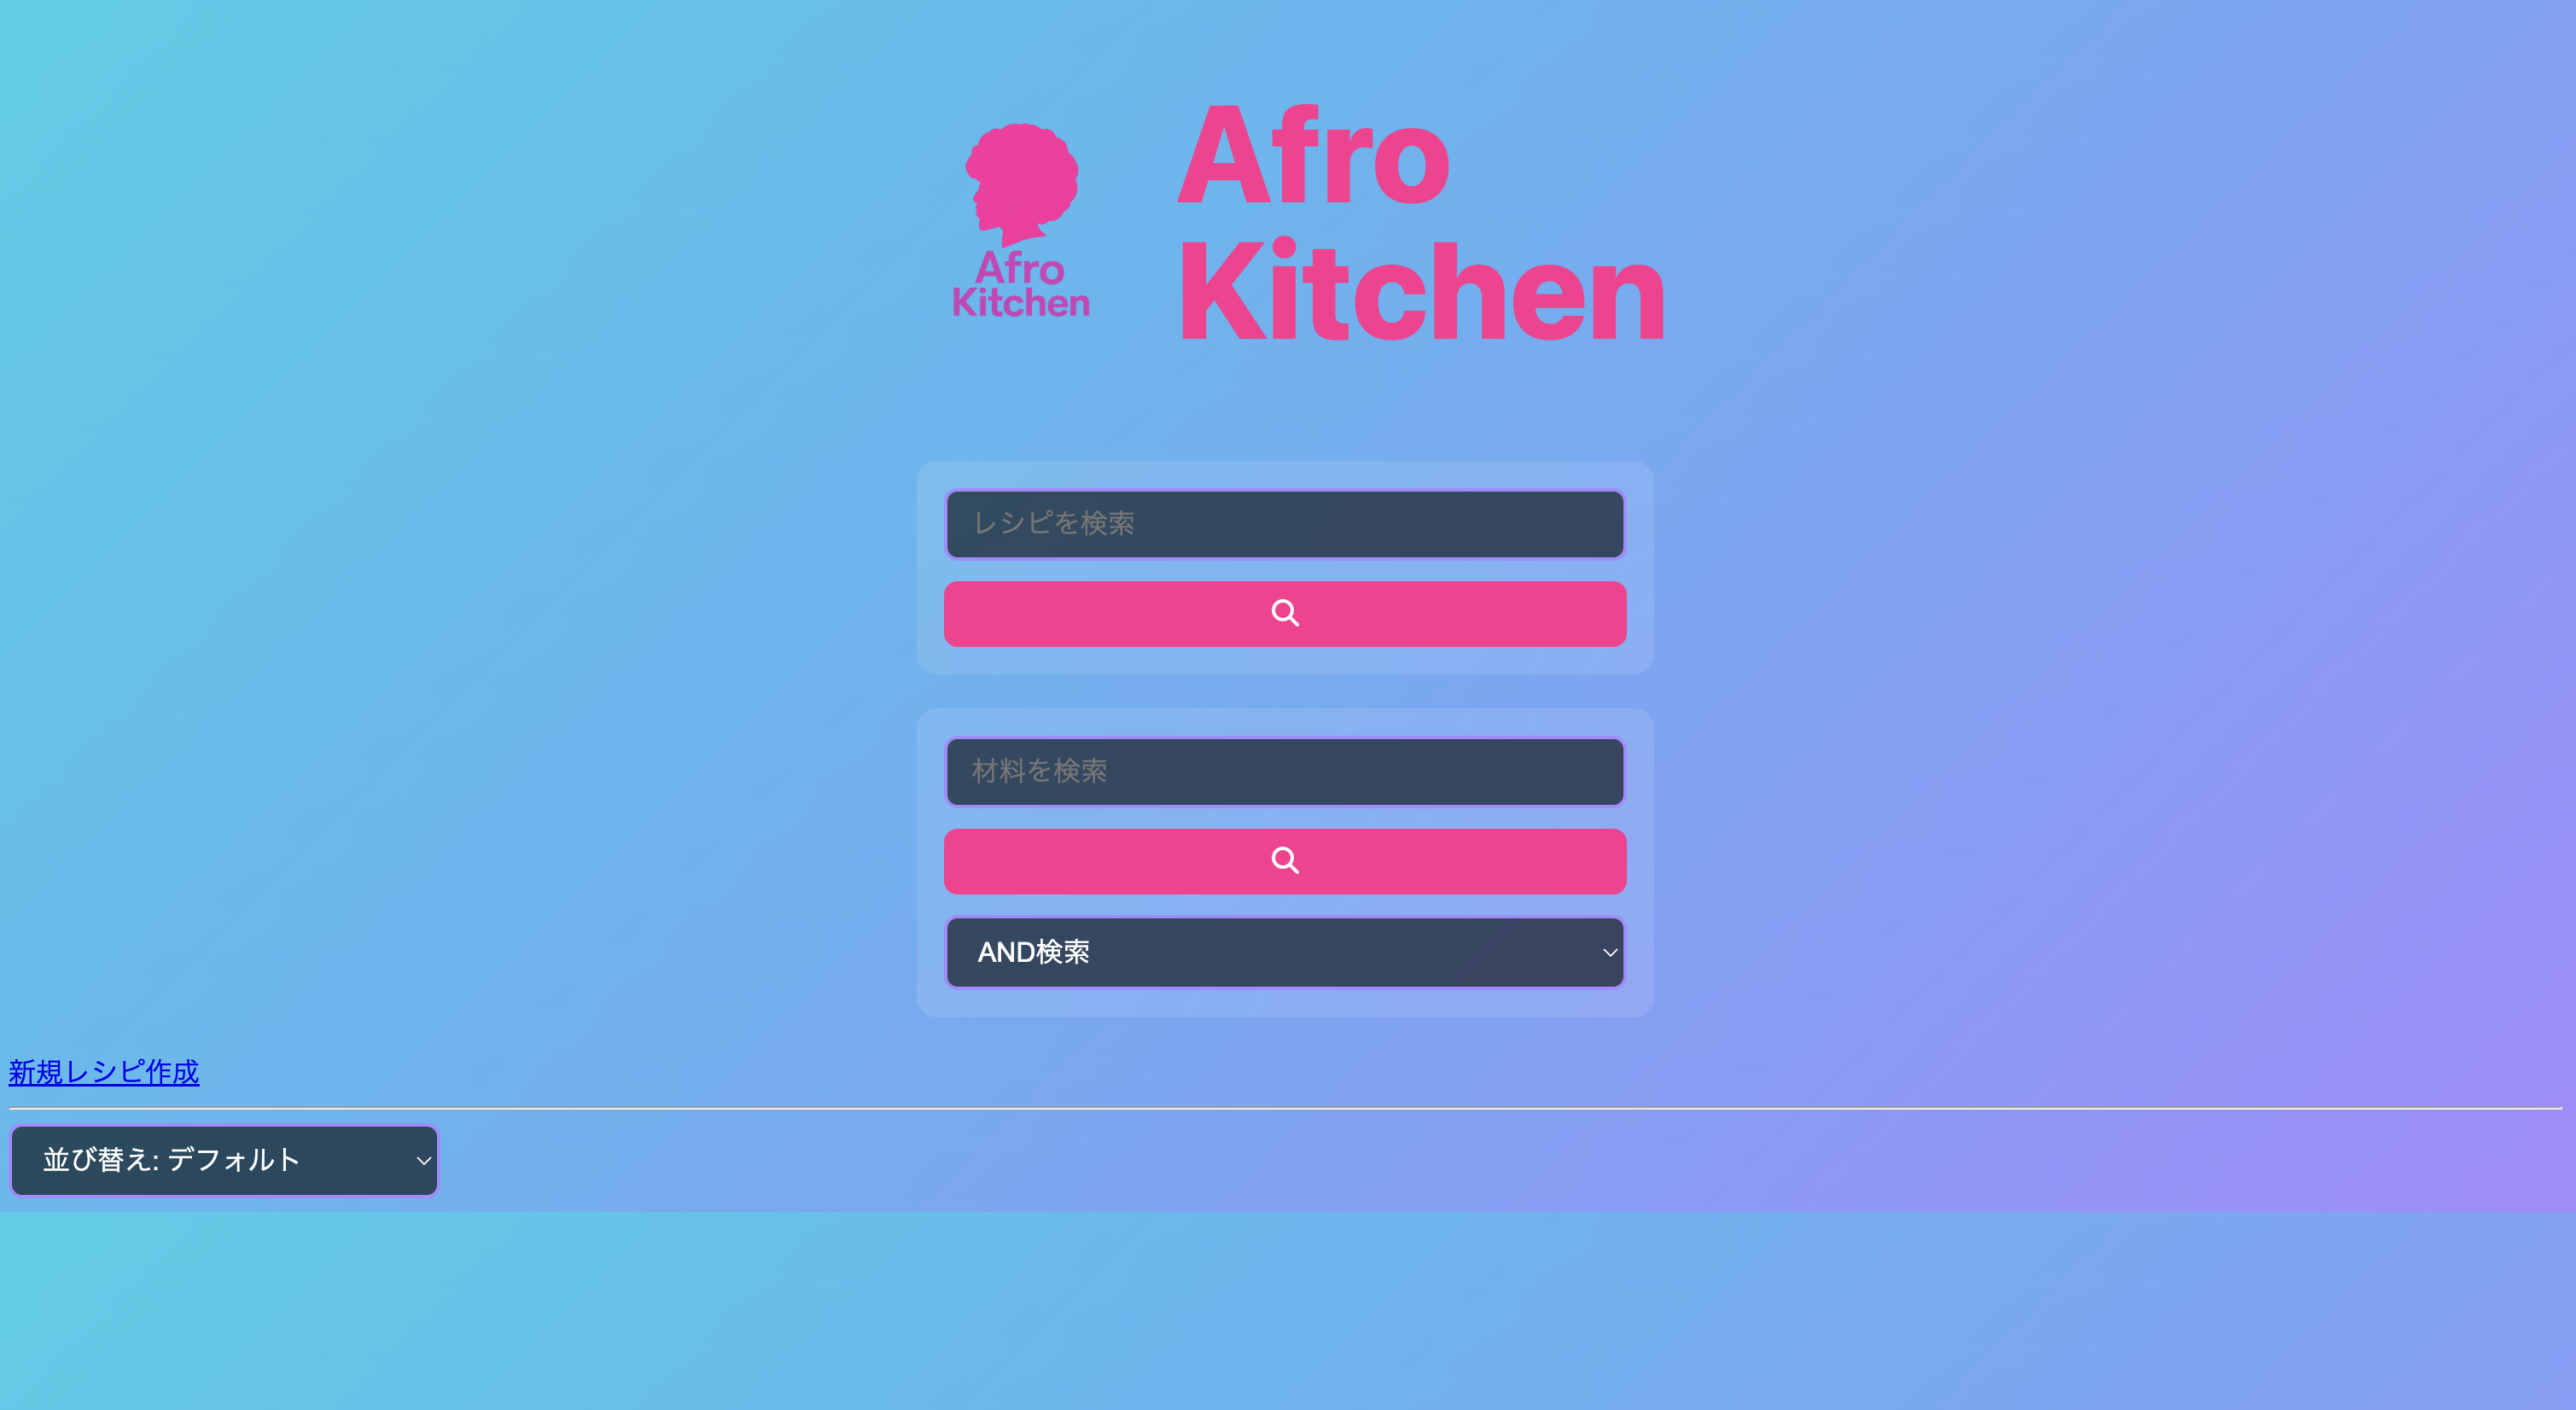 Afro
Kitchen
Afro
Kitchen
レシピを検索
材料を検索
AND検索
新規レシピ作成
並び替え: デフォルト